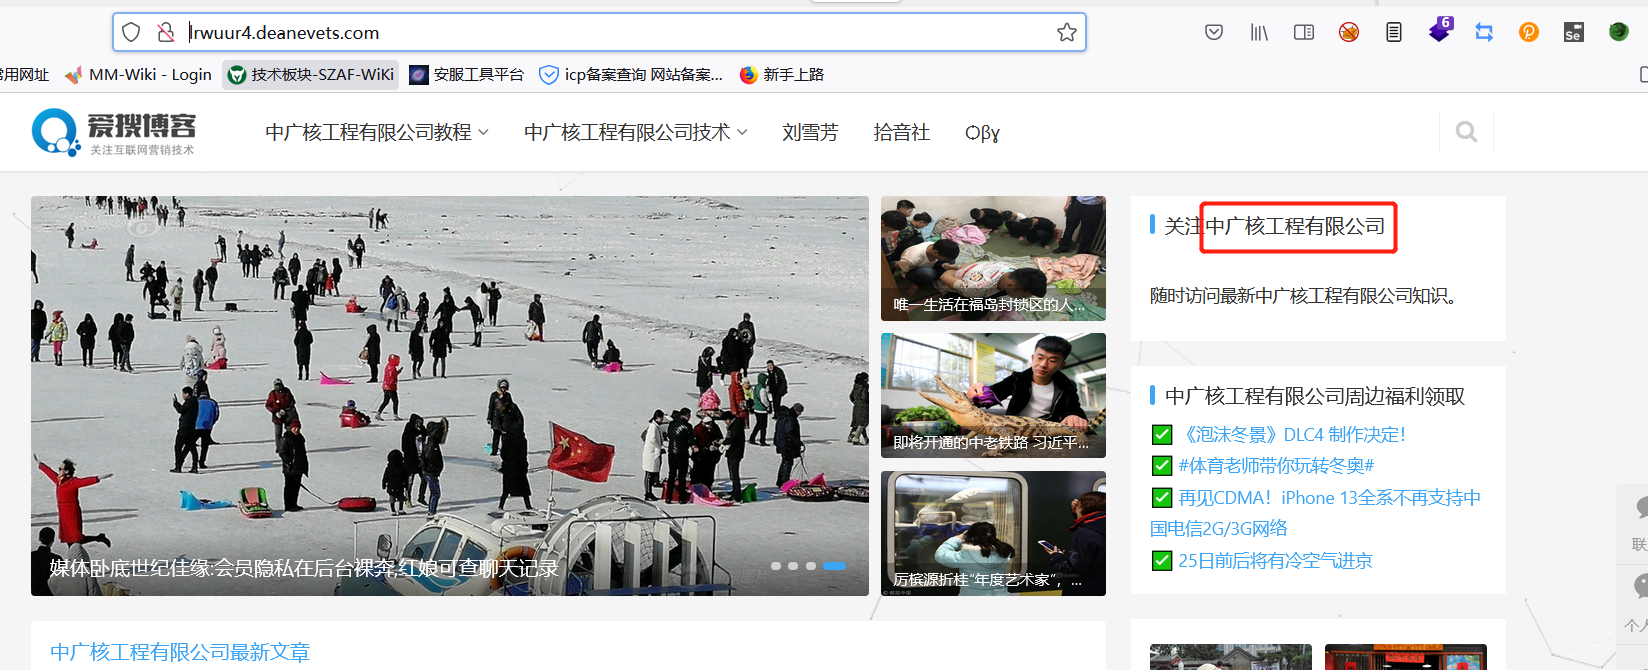 lrwuur4.deanevets.com
6
Se
常用网址
MM-Wiki - Login
技术板块-SZAF-WiKi
安服工具平台
icp备案查询 网站备案...
新手上路
爱搜博客
关注互联网营销技术
中广核工程有限公司教程
中广核工程有限公司技术
刘雪芳
拾音社
Ѻβɣ
媒体卧底世纪佳缘:会员隐私在后台裸奔,红娘可查聊天记录
唯一生活在福岛封锁区的人...
即将开通的中老铁路 习近平...
厉槟源折桂“年度艺术家”，...
关注中广核工程有限公司
随时访问最新中广核工程有限公司知识。
中广核工程有限公司周边福利领取
《泡沫冬景》DLC4 制作决定！
#体育老师带你玩转冬奥#
再见CDMA！iPhone 13全系不再支持中
国电信2G/3G网络
25日前后将有冷空气进京
联
个人
中广核工程有限公司最新文章